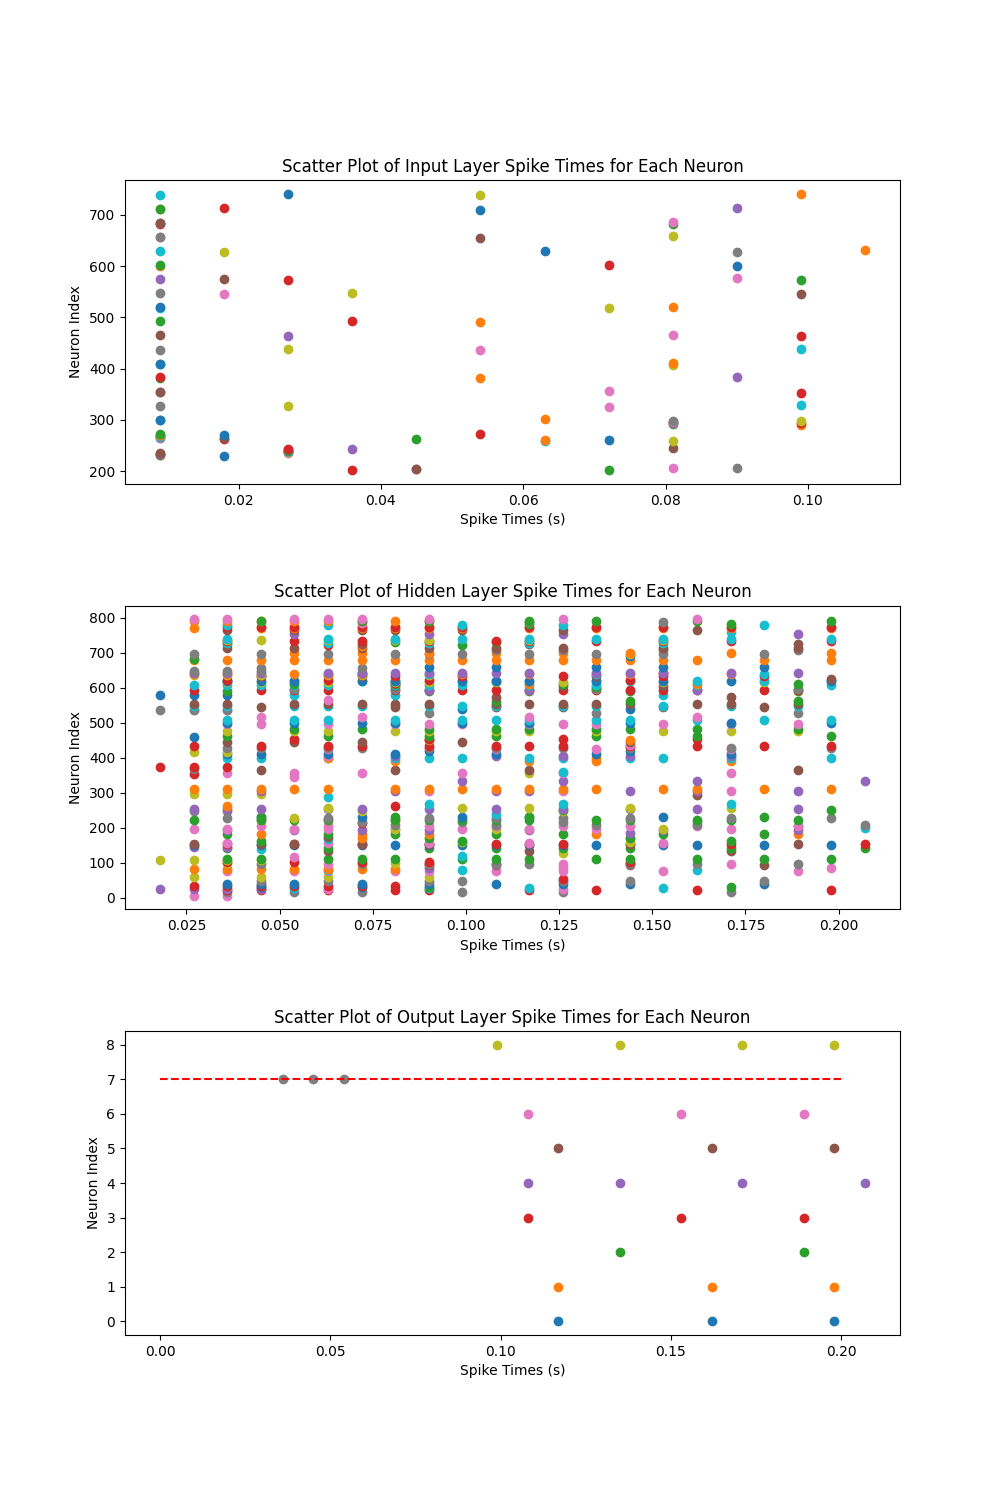 Scatter Plot of Input Layer Spike Times for Each Neuron
Neuron Index
700
600
500
400
300
200
0.02 0.04 0.06 0.08 0.10
Spike Times (s)
Scatter Plot of Hidden Layer Spike Times for Each Neuron
Neuron Index
800
700
600
500
400
300
200
100
0
0.025 0.050 0.075 0.100 0.125 0.150 0.175 0.200
Spike Times (s)
Scatter Plot of Output Layer Spike Times for Each Neuron
Neuron Index
8
7
6
5
4
3
2
1
0
0.00 0.05 0.10 0.15 0.20
Spike Times (s)